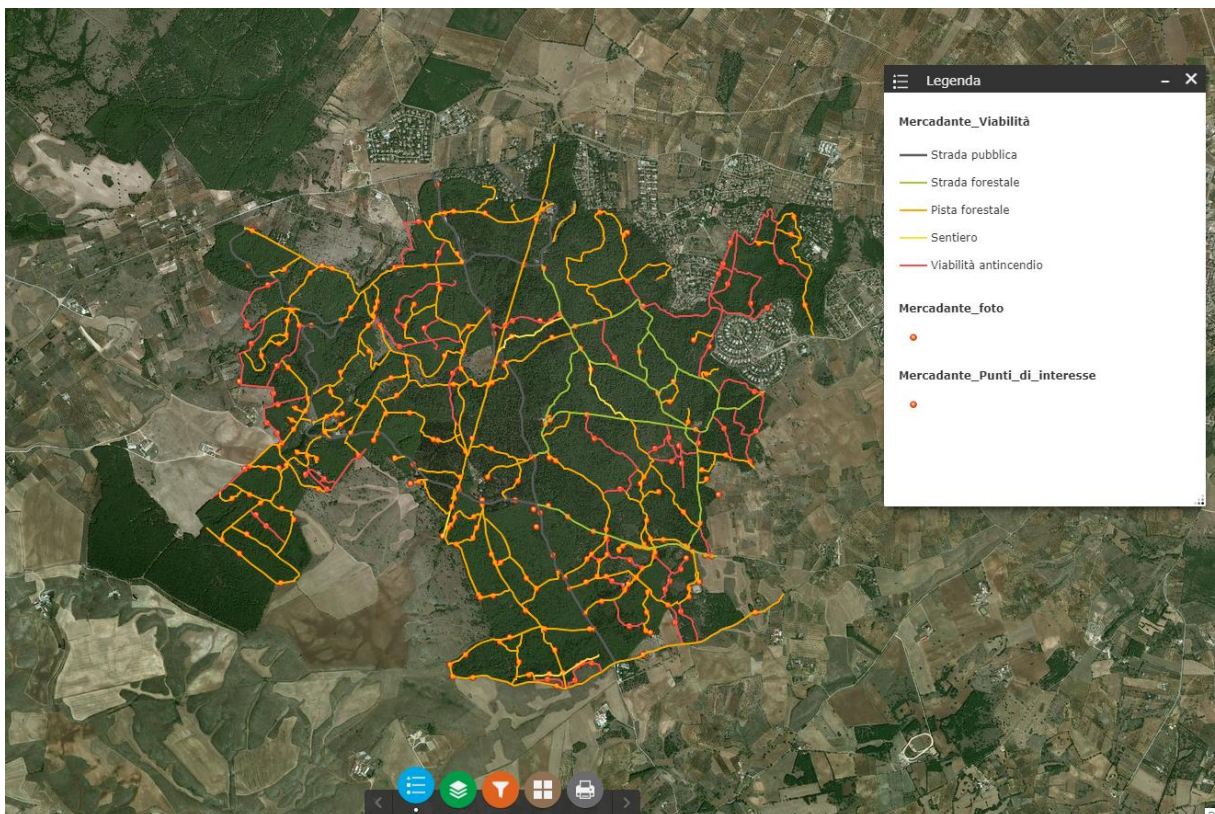 Legenda
Mercadante_Viabilità
Strada pubblica
Strada forestale
Pista forestale
Sentiero
Viabilità antincendio
Mercadante_foto
Mercadante_Punti_di_interesse